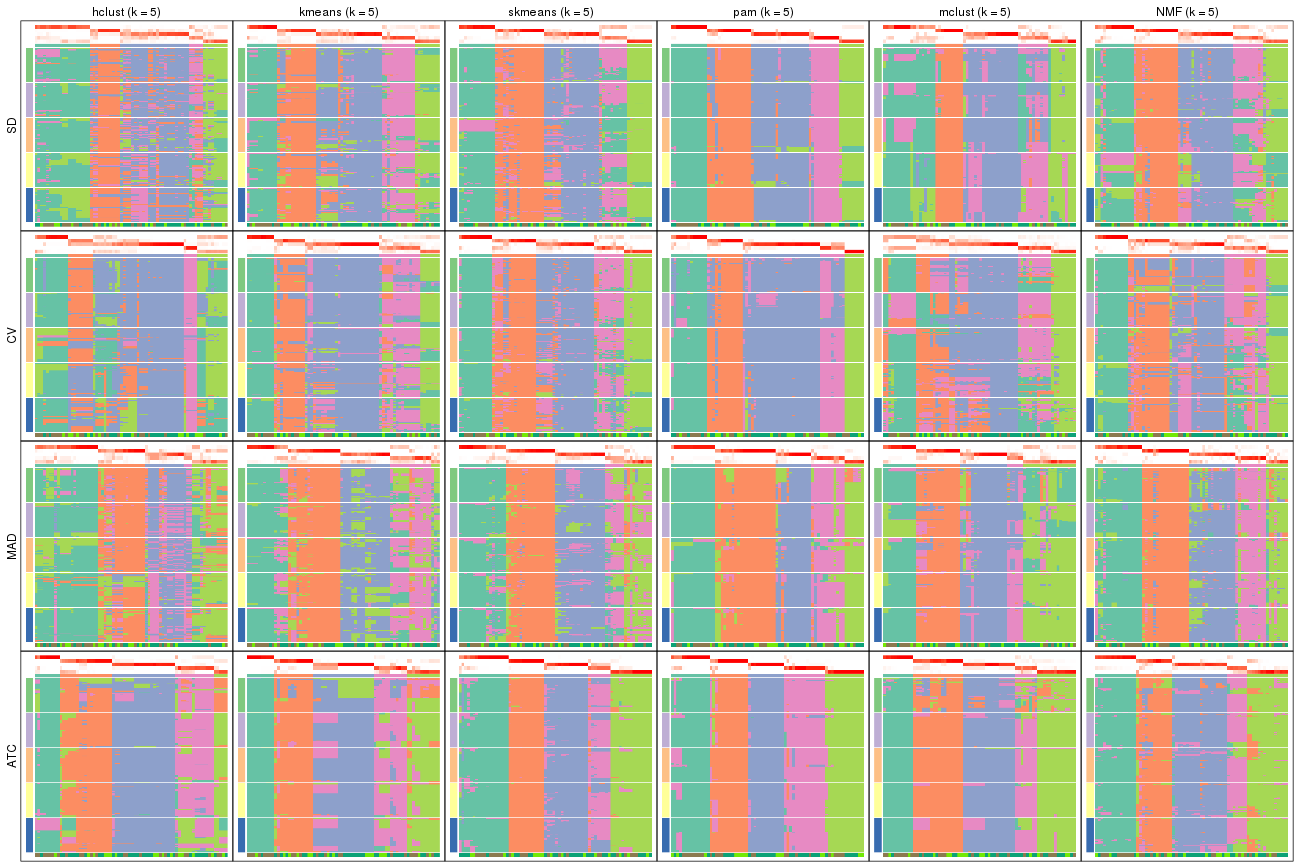 hclust (k = 5) kmeans (k = 5) skmeans (k = 5) pam (k = 5) mclust (k = 5) NMF (k = 5)
SD
CV
MAD
ATC